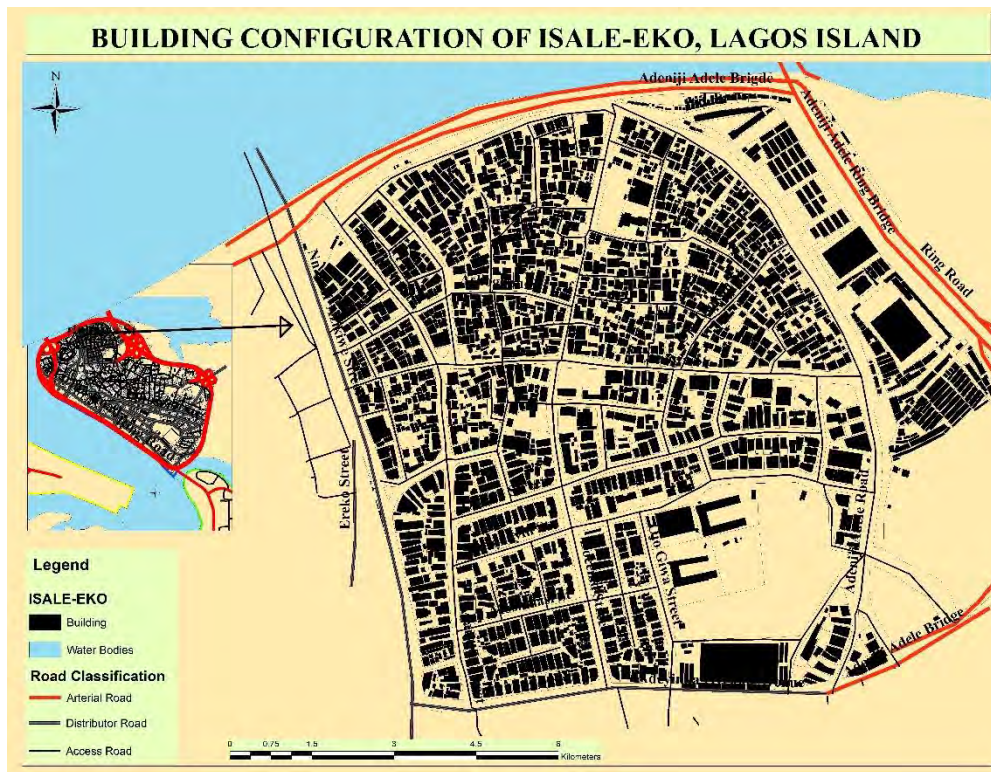 BUILDING CONFIGURATION OF ISALE-EKO, LAGOS ISLAND
N
Adeniji Adele Brigde
Adeniji Adele Ring Bridge
Ring Road
Ereko Street
Giwa Street
Adele Road
Adele Bridge
Legend
ISALE-EKO
Building
Water Bodies
Road Classification
Arterial Road
Distributor Road
Access Road
0 0.75 1.5 3 4.5 6
Kilometers